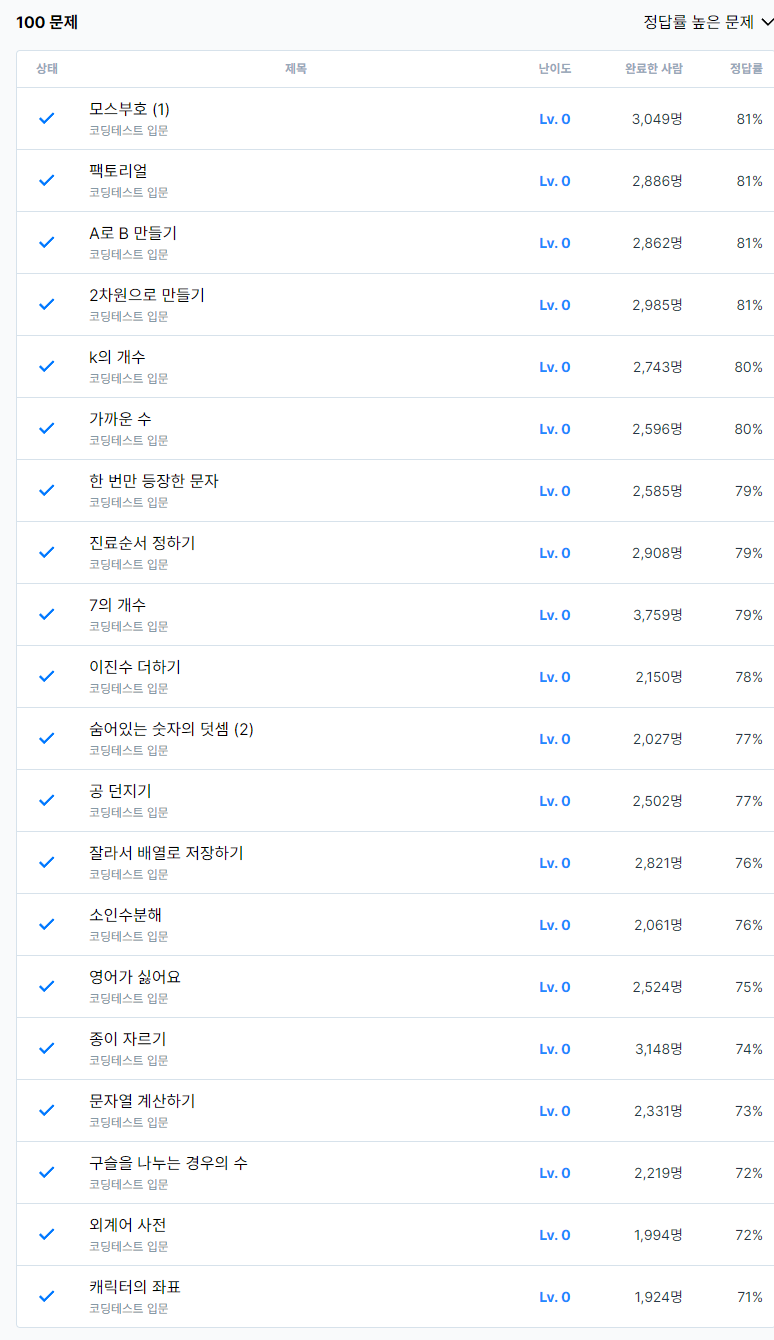 100 문제
정답률 높은 문제
상태 제목 난이도 완료한 사람 정답률
모스부호 (1)
코딩테스트 입문
Lv. 0 3,049명 81%
팩토리얼
코딩테스트 입문
Lv. 0 2,886명 81%
A로 B 만들기
코딩테스트 입문
Lv. 0 2,862명 81%
2차원으로 만들기
코딩테스트 입문
Lv. 0 2,985명 81%
k의 개수
코딩테스트 입문
Lv. 0 2,743명 80%
가까운 수
코딩테스트 입문
Lv. 0 2,596명 80%
한 번만 등장한 문자
코딩테스트 입문
Lv. 0 2,585명 79%
진료순서 정하기
코딩테스트 입문
Lv. 0 2,908명 79%
7의 개수
코딩테스트 입문
Lv. 0 3,759명 79%
이진수 더하기
코딩테스트 입문
Lv. 0 2,150명 78%
숨어있는 숫자의 덧셈 (2)
코딩테스트 입문
Lv. 0 2,027명 77%
공 던지기
코딩테스트 입문
Lv. 0 2,502명 77%
잘라서 배열로 저장하기
코딩테스트 입문
Lv. 0 2,821명 76%
소인수분해
코딩테스트 입문
Lv. 0 2,061명 76%
영어가 싫어요
코딩테스트 입문
Lv. 0 2,524명 75%
종이 자르기
코딩테스트 입문
Lv. 0 3,148명 74%
문자열 계산하기
코딩테스트 입문
Lv. 0 2,331명 73%
구슬을 나누는 경우의 수
코딩테스트 입문
Lv. 0 2,219명 72%
외계어 사전
코딩테스트 입문
Lv. 0 1,994명 72%
캐릭터의 좌표
코딩테스트 입문
Lv. 0 1,924명 71%